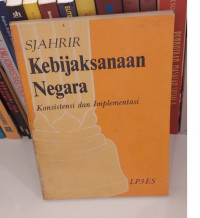 SJAHRIR
Kebijaksanaan
Negara
Konsistensi dan Implementasi
LP3ES